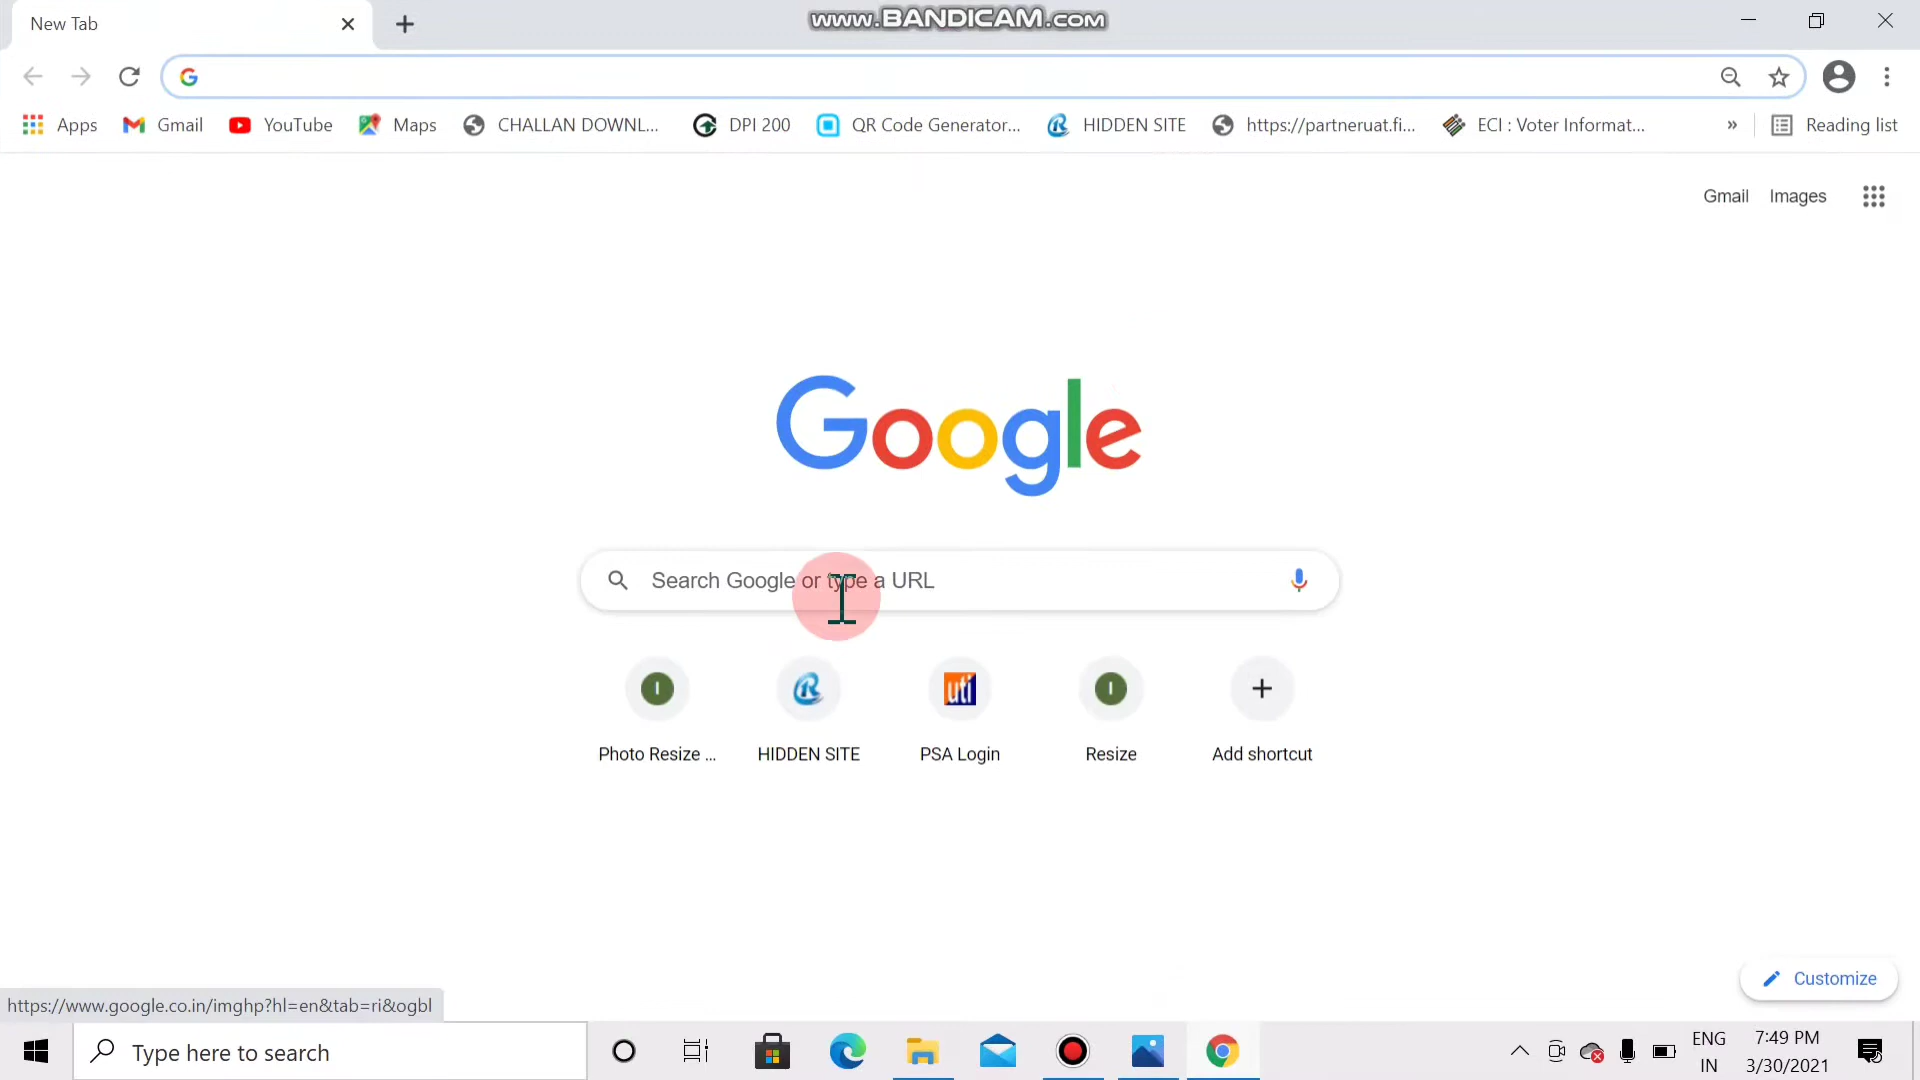 New Tab
www.BANDICAM.COM
Apps
Gmail
YouTube
Maps
CHALLAN DOWNL...
DPI 200
QR Code Generator...
HIDDEN SITE
https://partneruat.fi...
ECI : Voter Informat...
»
Reading list
Gmail
Images
Google
Search Google or type a URL
Photo Resize ...
HIDDEN SITE
uti
PSA Login
Resize
Add shortcut
Customize
https://www.google.co.in/imghp?hl=en&tab=ri&ogbl
Type here to search
ENG
IN
7:49 PM
3/30/2021